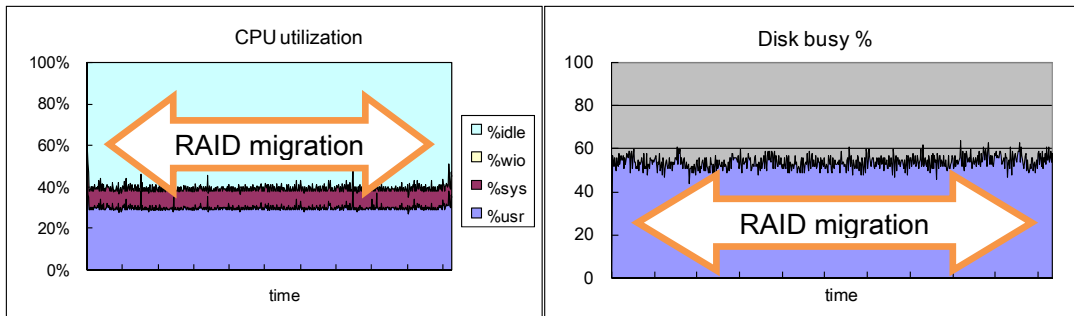 CPU utilization
100%
80%
60%
40%
20%
0%
RAID migration
%idle
%wio
%sys
%usr
time
Disk busy %
100
80
60
40
20
0
RAID migration
time